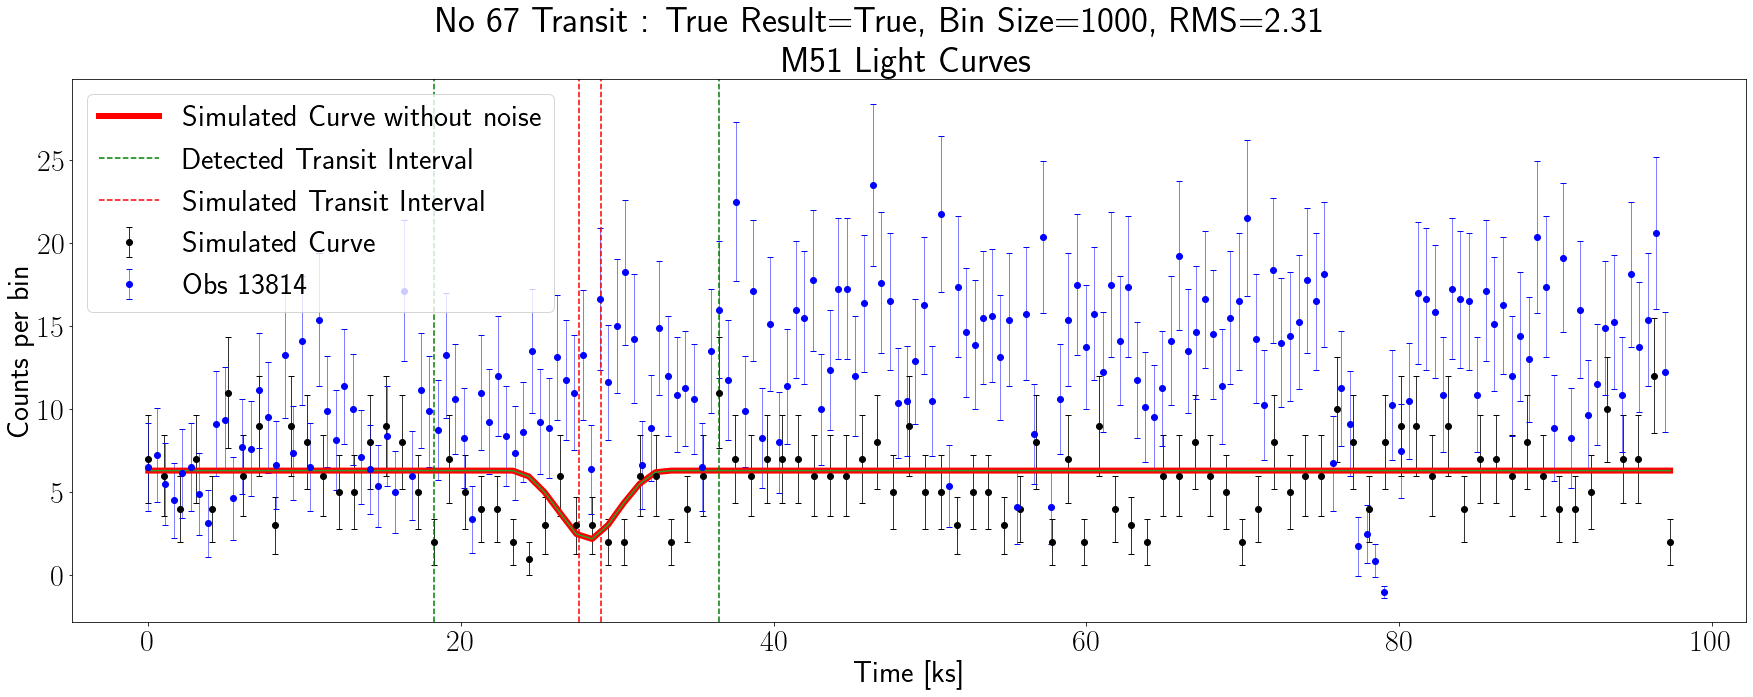 No 67 Transit : True Result=True, Bin Size=1000, RMS=2.31
M51 Light Curves
Simulated Curve without noise
Detected Transit Interval
Simulated Transit Interval
Simulated Curve
Obs 13814
Counts per bin
25
20
15
10
5
0
0 20 40 60 80 100
Time [ks]